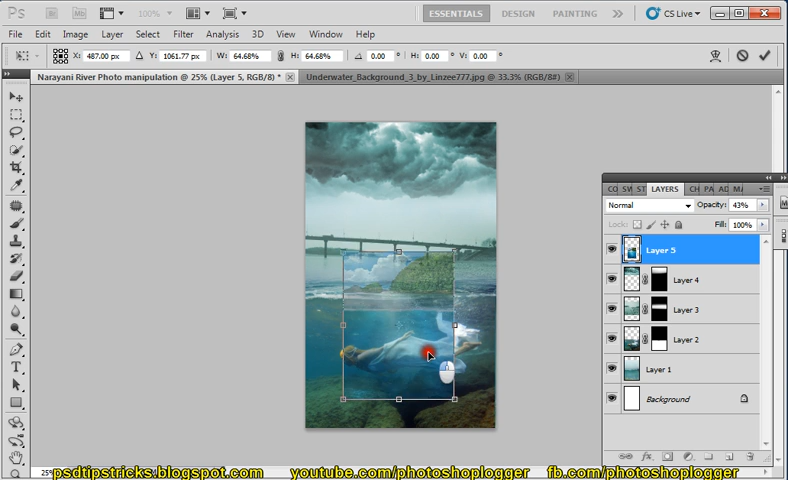 Ps 100% ESSENTIALS DESIGN PAINTING >> CS Live
File Edit Image Layer Select Filter Analysis 3D View Window Help
X: 487.00 px Y: 1061.77 px W: 64.68% H: 64.68% 0.00 ° H: 0.00 ° V: 0.00 °
Narayani River Photo manipulation @ 25% (Layer 5, RGB/8) * Underwater_Background_3_by_Linzee777.jpg @ 33.3% (RGB/8#)
CO SW ST LAYERS CH PA AD MA
Normal Opacity: 43%
Lock: Fill: 100%
Layer 5
Layer 4
Layer 3
Layer 2
Layer 1
Background
fx
25%
psdtipstricks.blogspot.com youtube.com/photoshoplogger fb.com/photoshoplogger